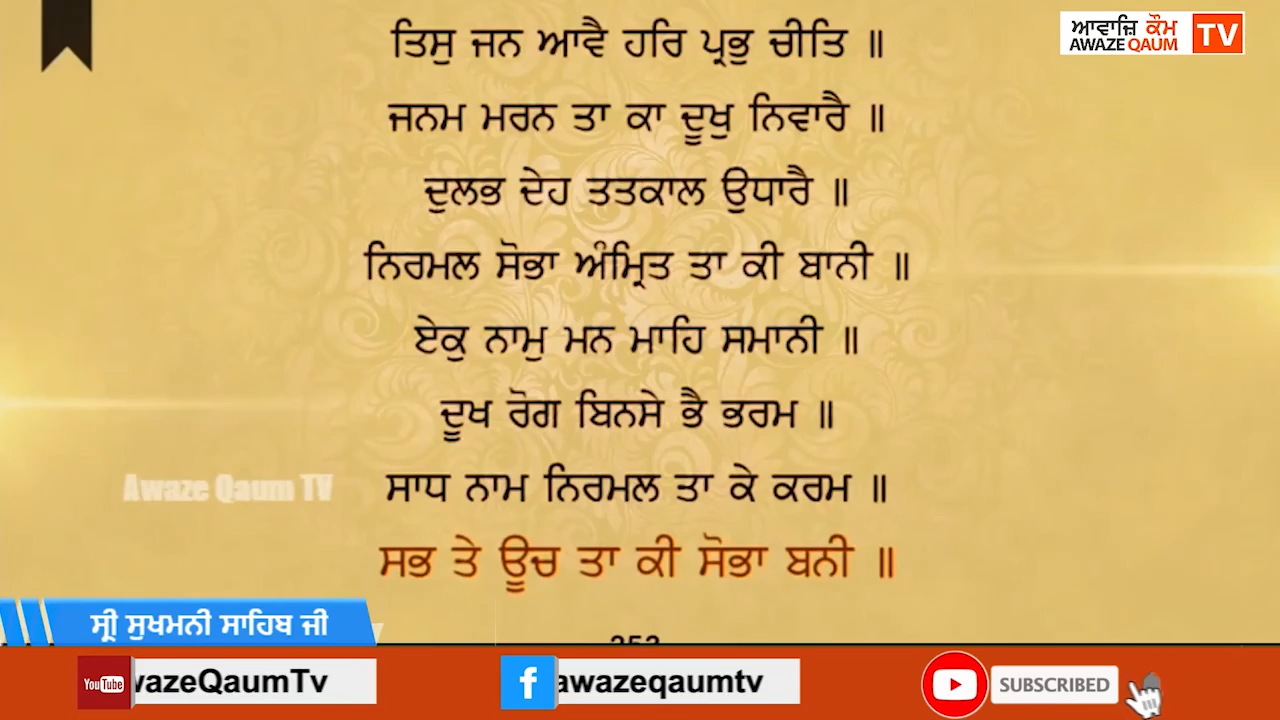 ਤਿਸੁ ਜਨ ਆਵੈ ਹਰਿ ਪ੍ਰਭੁ ਚੀਤਿ ॥
ਆਵਾਜ਼ਿ ਕੌਮ
AWAZE QAUM TV
ਜਨਮ ਮਰਨ ਤਾ ਕਾ ਦੂਖੁ ਨਿਵਾਰੈ ॥
ਦੁਲਭ ਦੇਹ ਤਤਕਾਲ ਉਧਾਰੈ ॥
ਨਿਰਮਲ ਸੋਭਾ ਅੰਮ੍ਰਿਤ ਤਾ ਕੀ ਬਾਨੀ ॥
ਏਕੁ ਨਾਮੁ ਮਨ ਮਾਹਿ ਸਮਾਨੀ ॥
ਦੂਖ ਰੋਗ ਬਿਨਸੇ ਭੈ ਭਰਮ ॥
Awaze Qaum TV
ਸਾਧ ਨਾਮ ਨਿਰਮਲ ਤਾ ਕੇ ਕਰਮ ॥
ਸਭ ਤੇ ਊਚ ਤਾ ਕੀ ਸੋਭਾ ਬਨੀ ॥
ਸ੍ਰੀ ਸੁਖਮਨੀ ਸਾਹਿਬ ਜੀ
YouTube
wazeQaumTv
awazeqaumtv
SUBSCRIBED